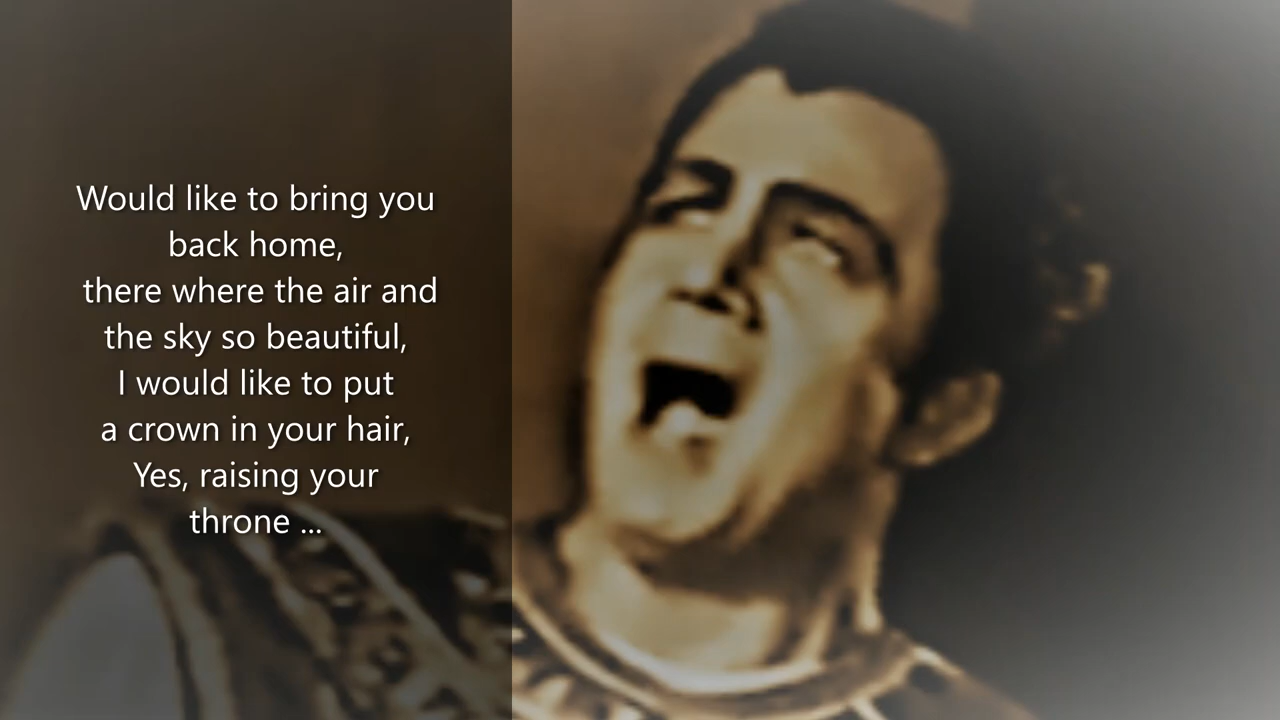 Would like to bring you
back home,
there where the air and
the sky so beautiful,
I would like to put
a crown in your hair,
Yes, raising your
throne ...